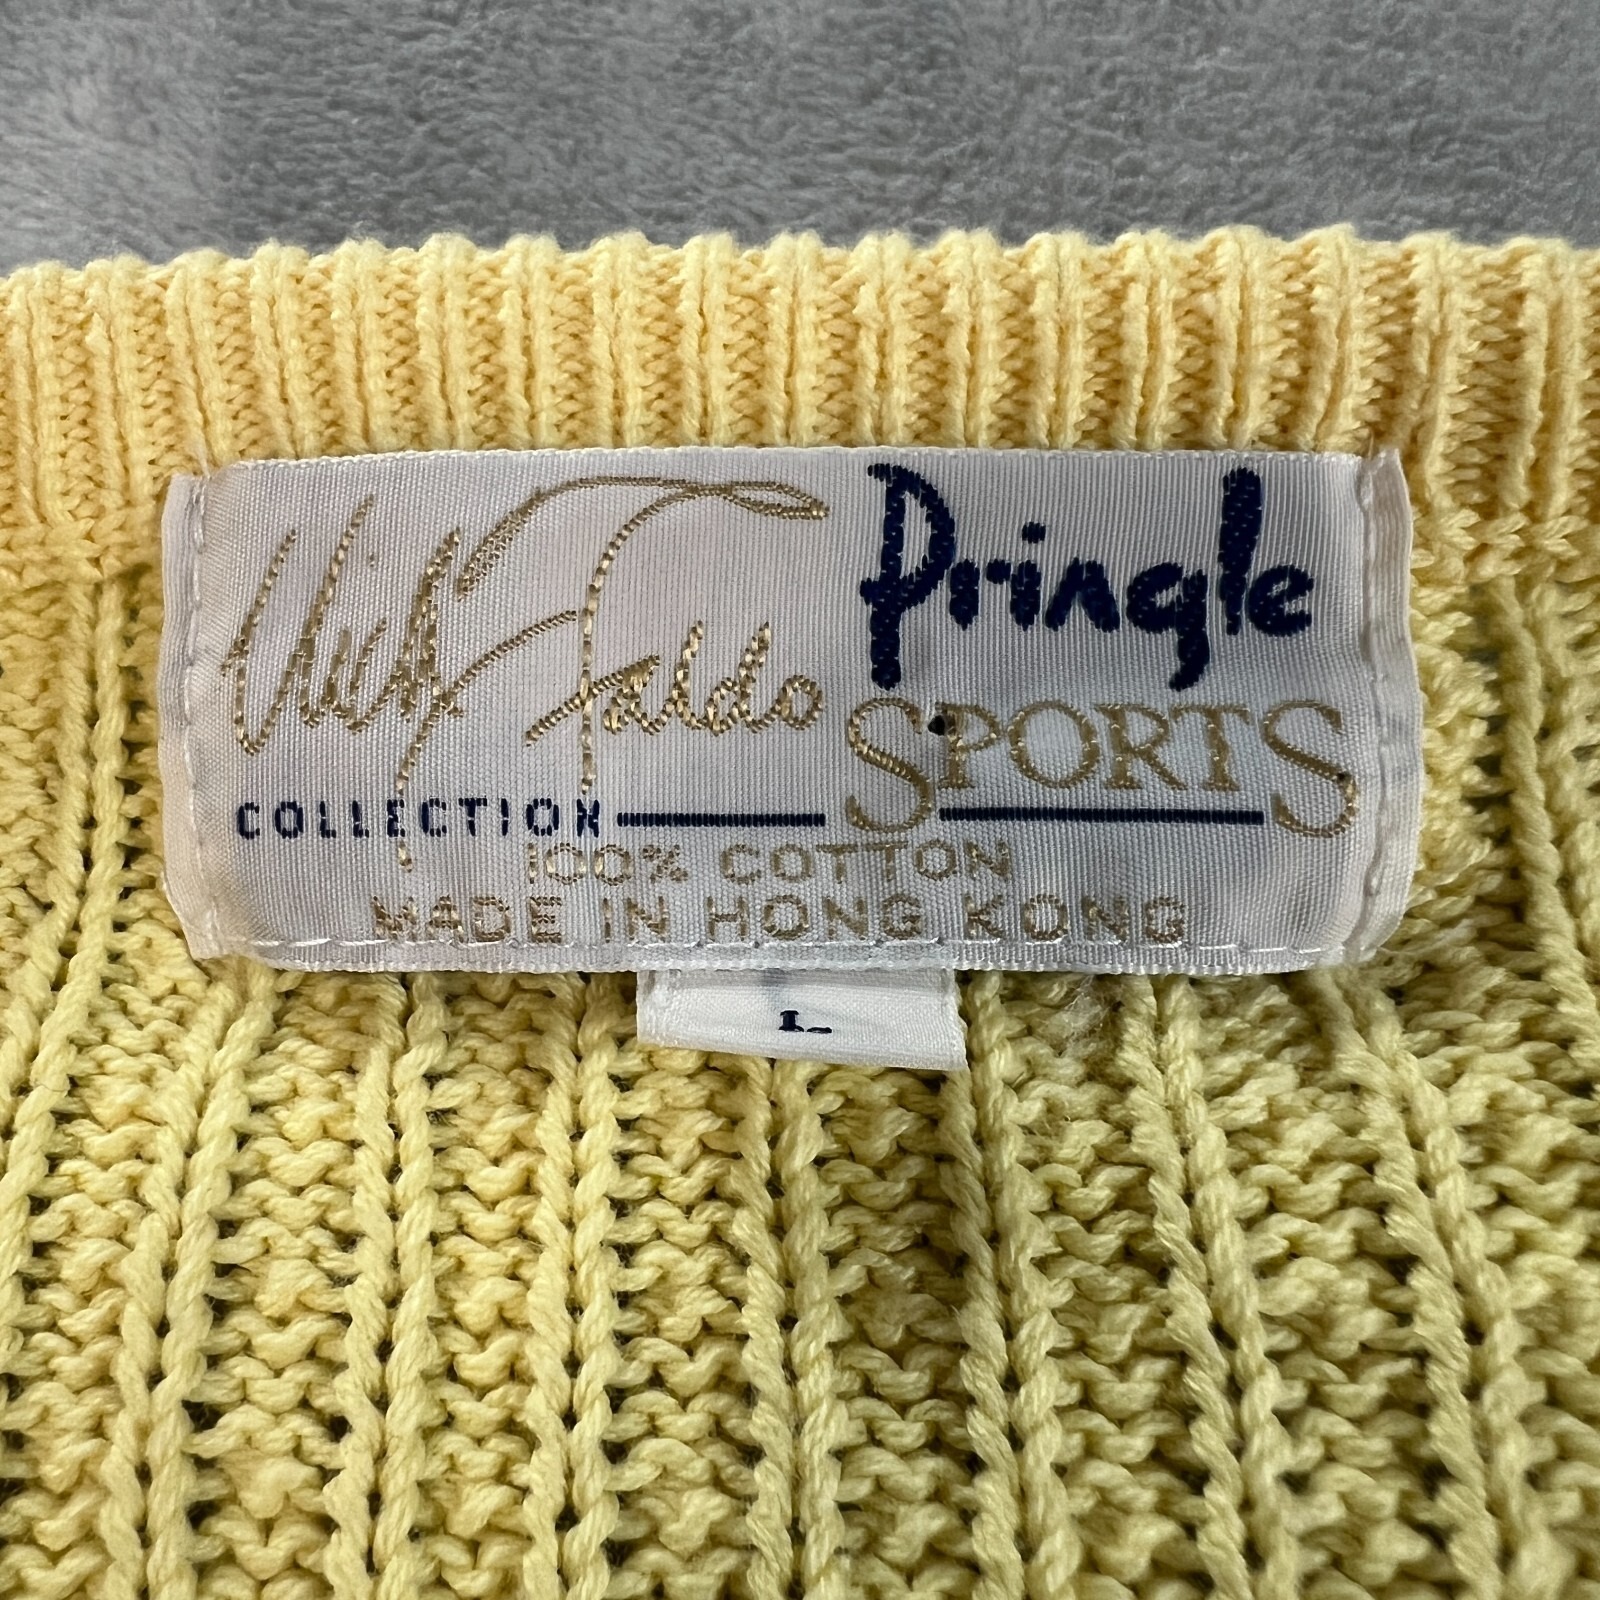 Nick Faldo
Pringle
SPORTS
COLLECTION
100% COTTON
MADE IN HONG KONG
L